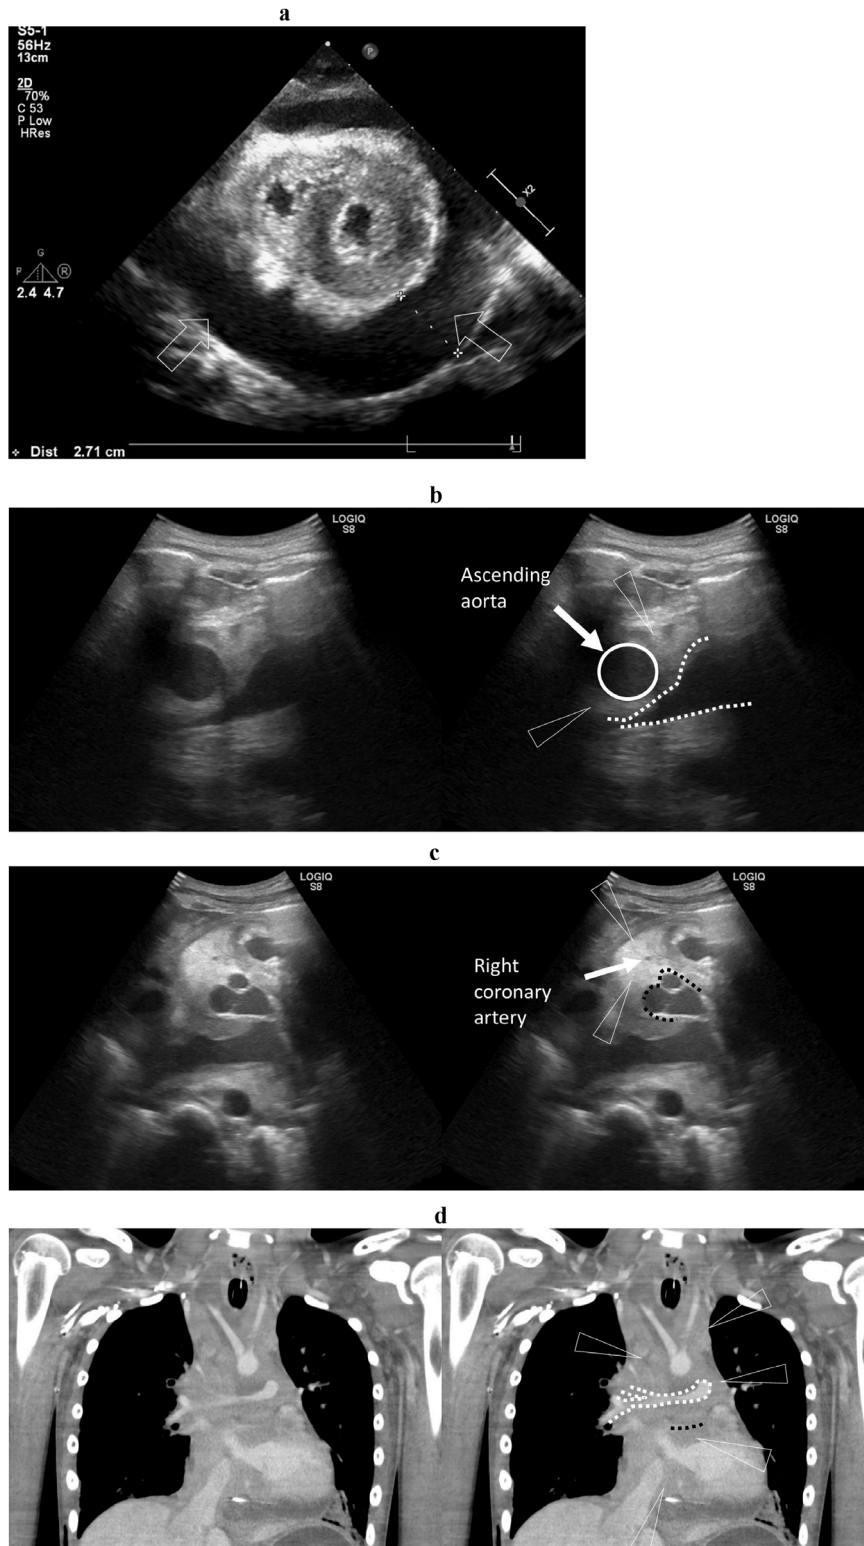 a
S5-1
56Hz
13cm
2D
70%
C 53
P Low
HRes
P
X2
G
P R
2.4 4.7
Dist 2.71 cm
b
LOGIQ
S8
LOGIQ
S8
Ascending
aorta
c
LOGIQ
S8
LOGIQ
S8
Right
coronary
artery
d